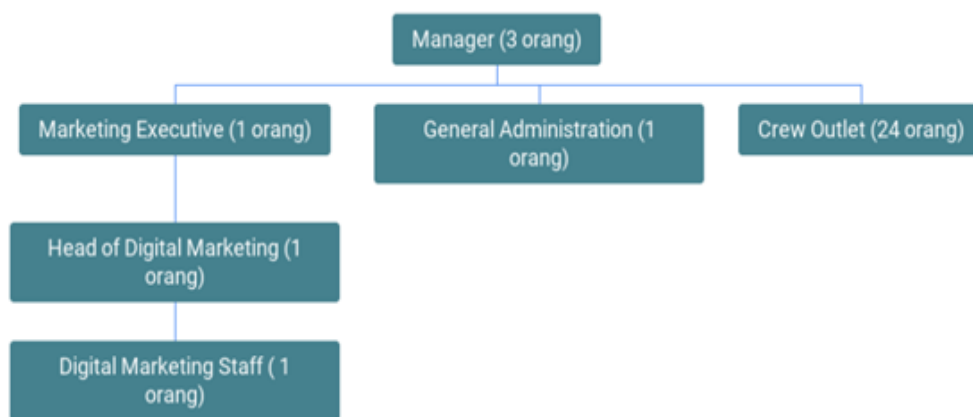 Manager (3 orang)
Marketing Executive (1 orang)
General Administration (1
orang)
Crew Outlet (24 orang)
Head of Digital Marketing (1
orang)
Digital Marketing Staff ( 1
orang)